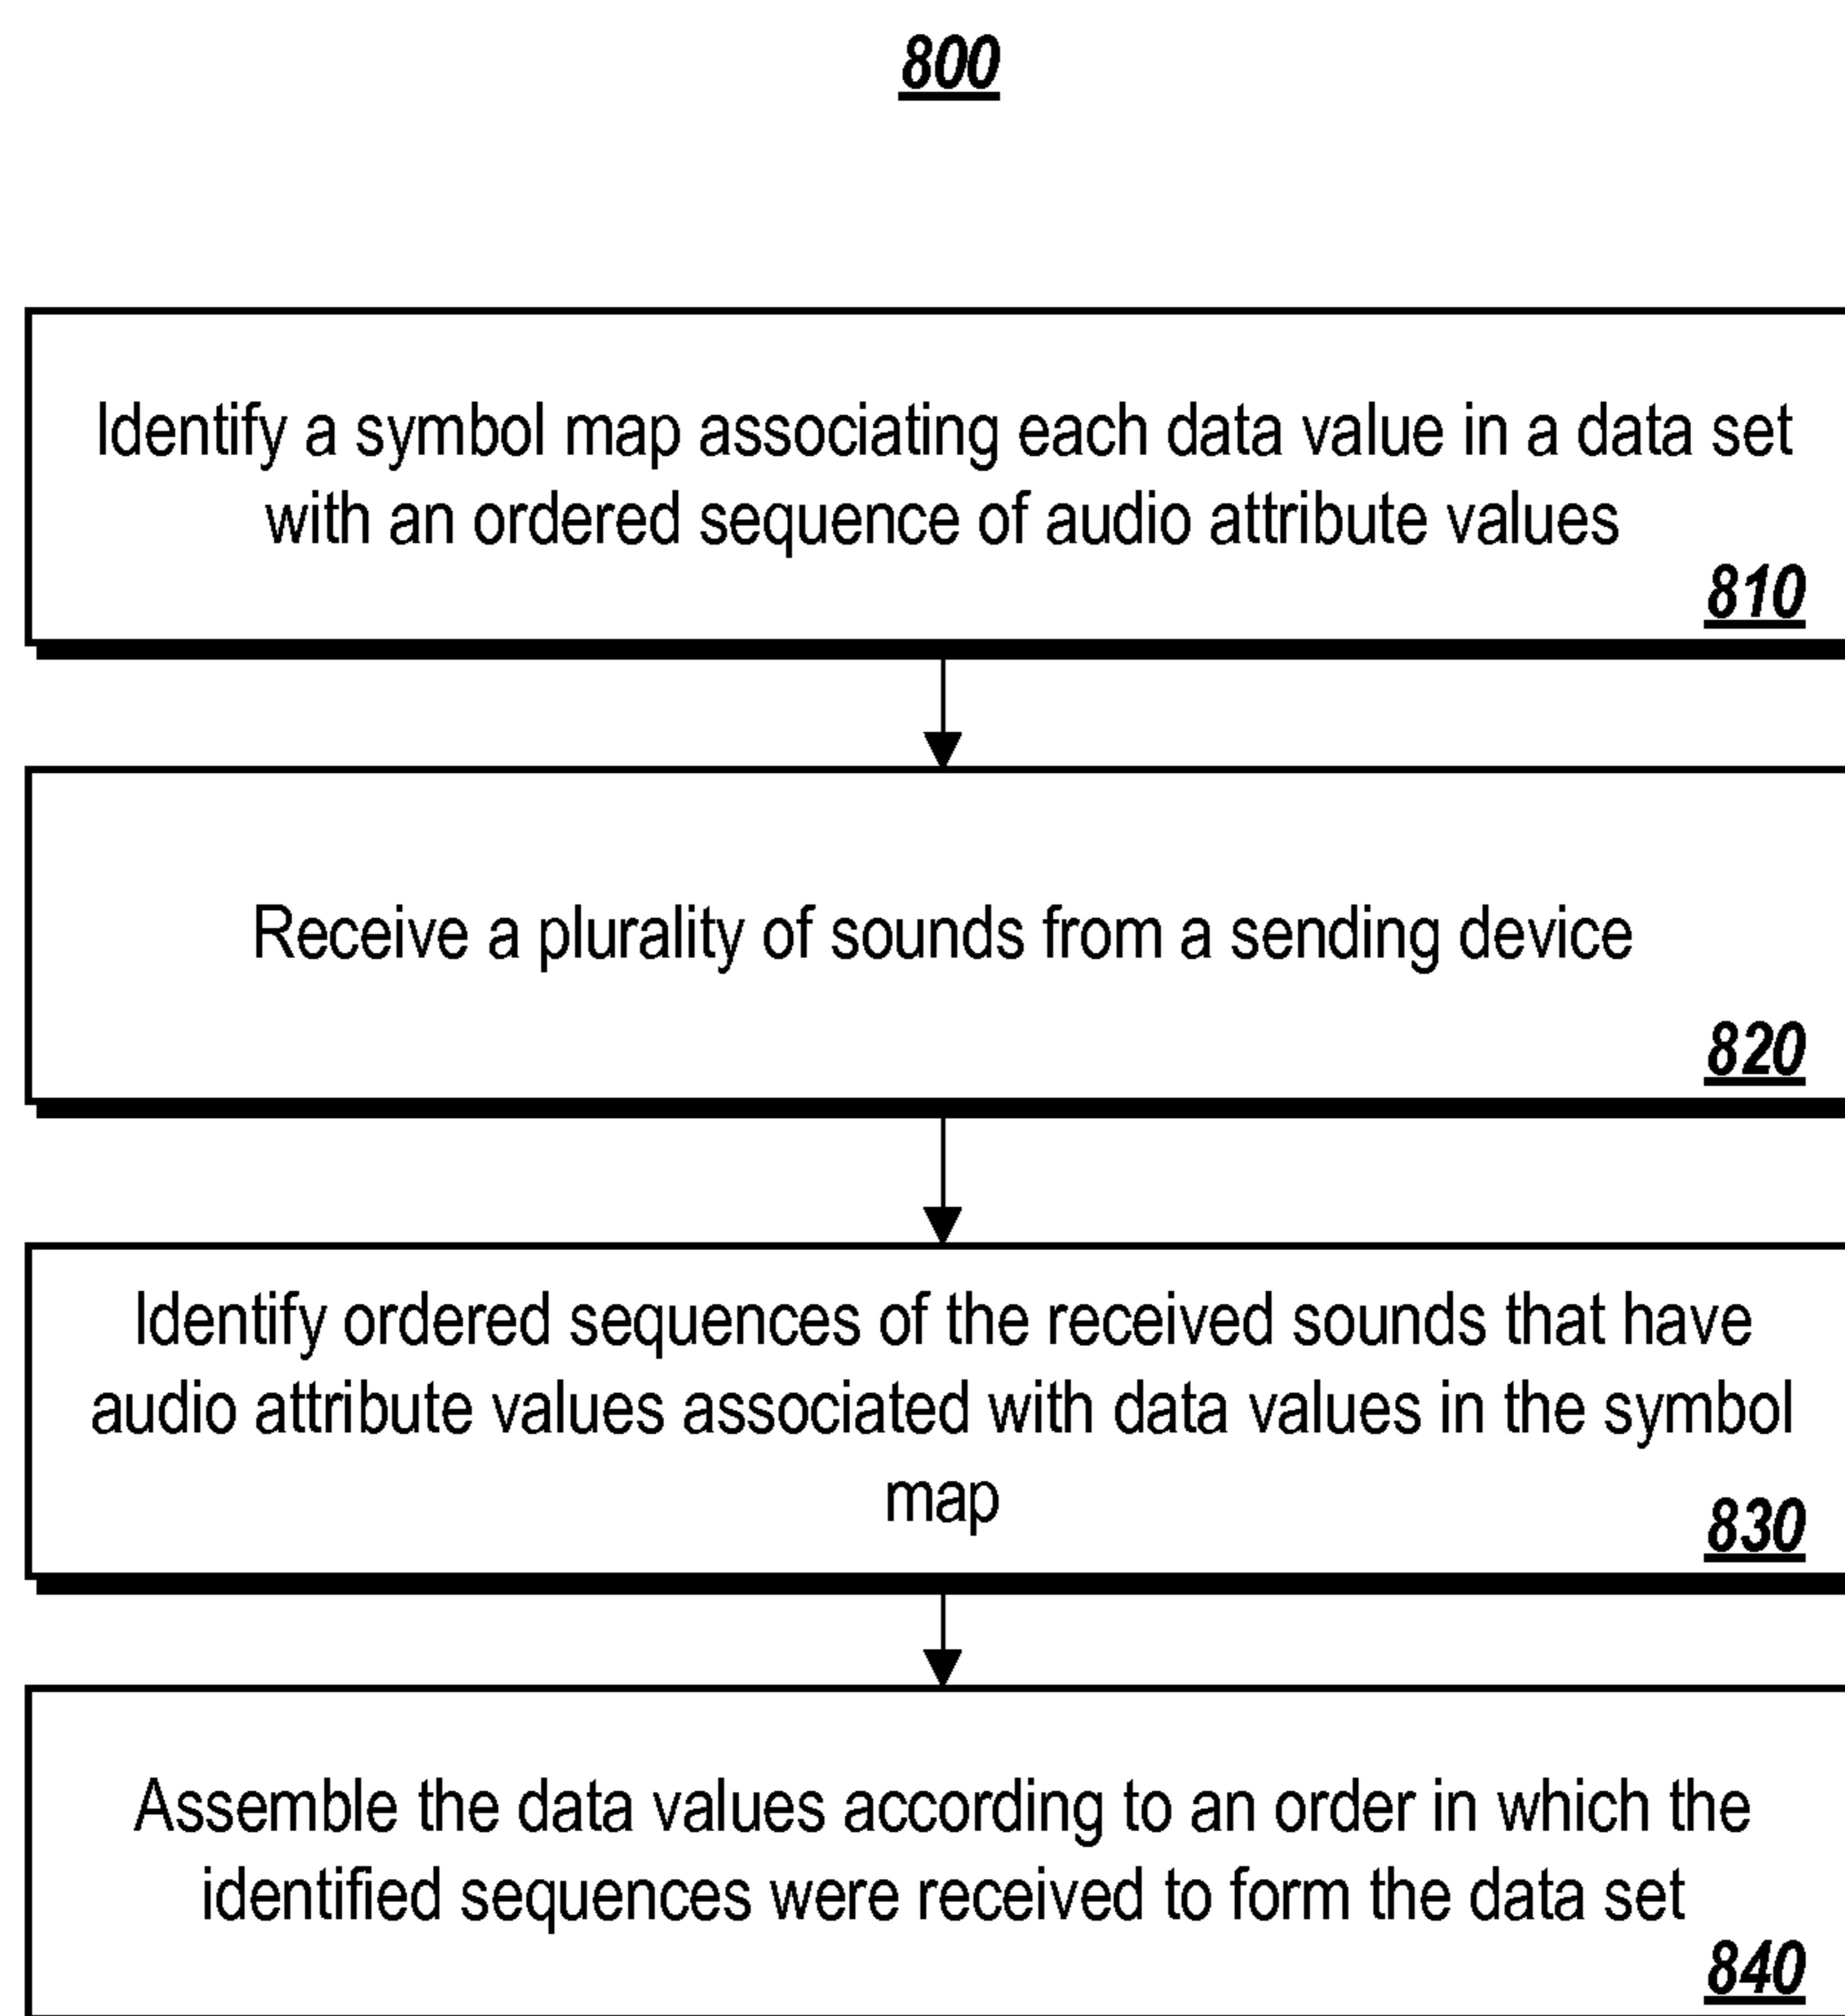 800
Identify a symbol map associating each data value in a data set
with an ordered sequence of audio attribute values
810
Receive a plurality of sounds from a sending device
820
Identify ordered sequences of the received sounds that have
audio attribute values associated with data values in the symbol
map
830
Assemble the data values according to an order in which the
identified sequences were received to form the data set
840